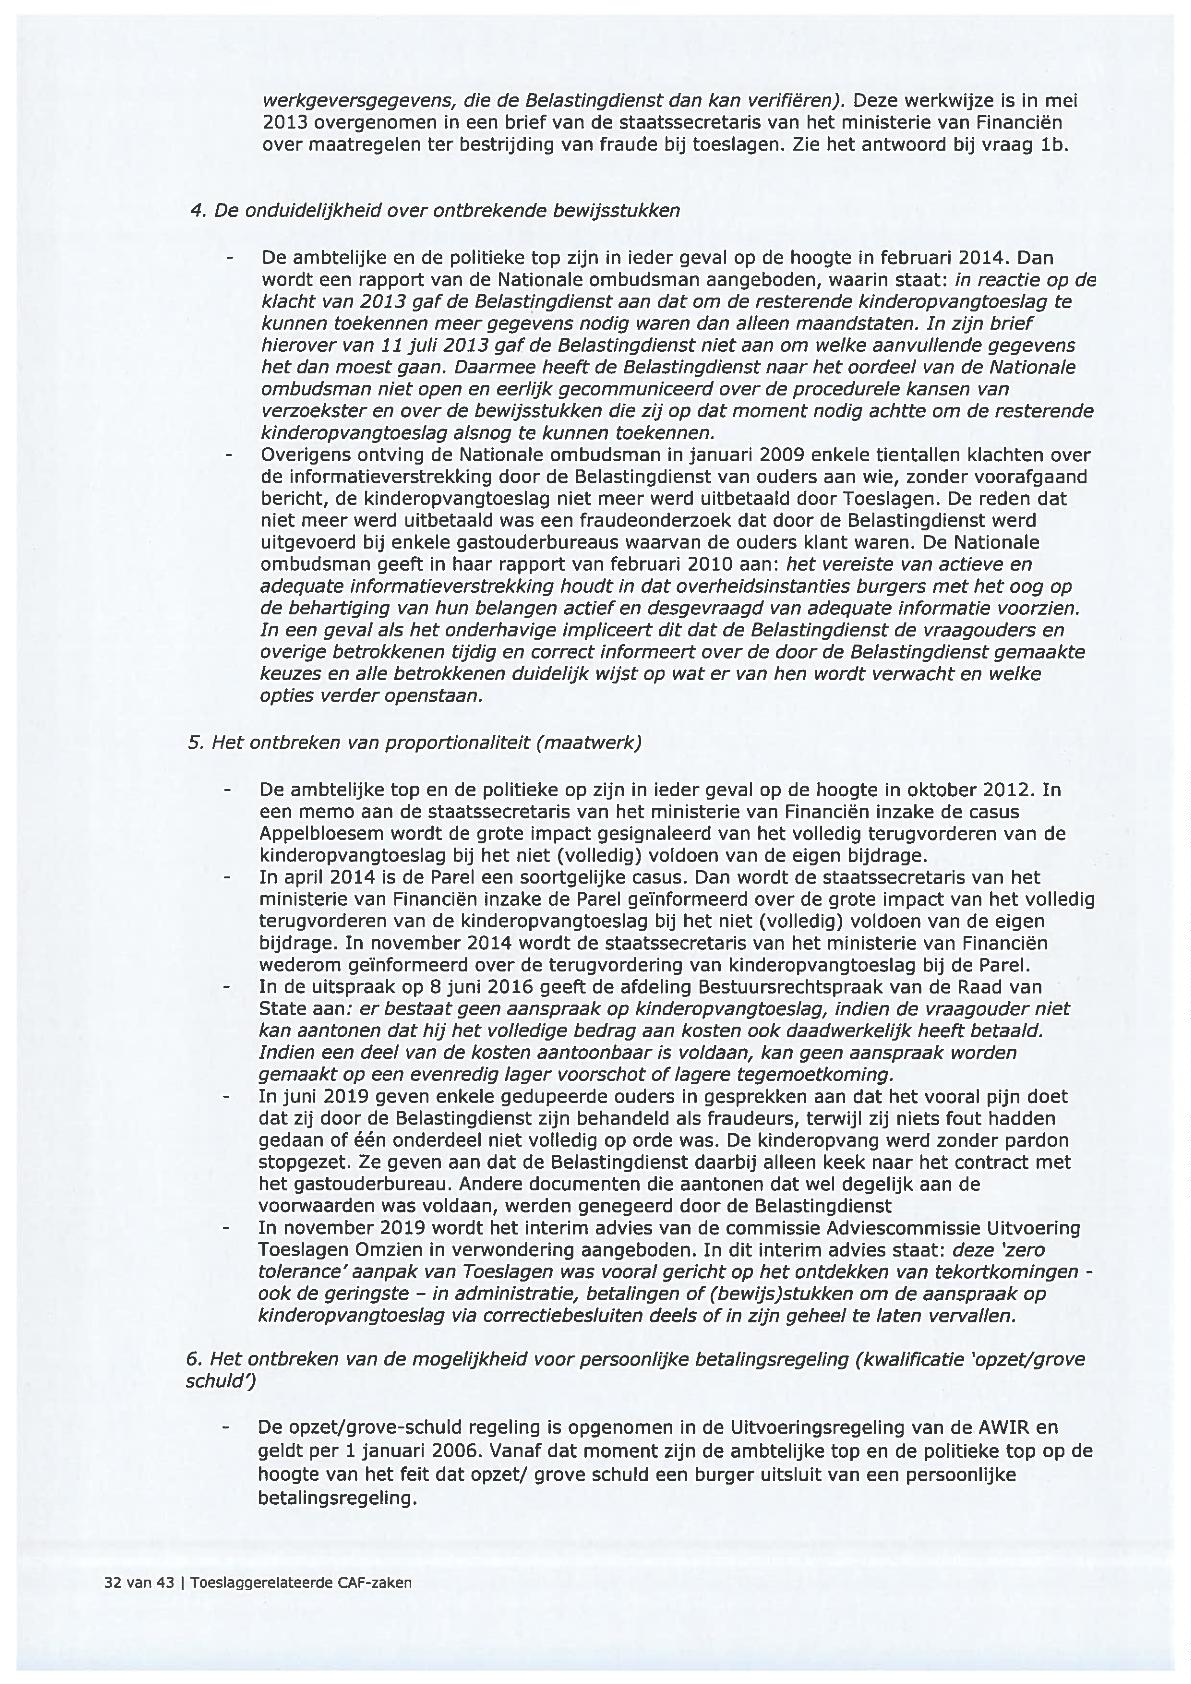 werkgeversgegevens, die de Belastingdienst dan kan verifiëren). Deze werkwijze is in mei
2013 overgenomen in een brief van de staatssecretaris van het ministerie van Financiën
over maatregelen ter bestrijding van fraude bij toeslagen. Zie het antwoord bij vraag 1b.
4. De onduidelijkheid over ontbrekende bewijsstukken
- De ambtelijke en de politieke top zijn in ieder geval op de hoogte in februari 2014. Dan
wordt een rapport van de Nationale ombudsman aangeboden, waarin staat: in reactie op de
klacht van 2013 gaf de Belastingdienst aan dat om de resterende kinderopvangtoeslag te
kunnen toekennen meer gegevens nodig waren dan alleen maandstaten. In zijn brief
hierover van 11 juli 2013 gaf de Belastingdienst niet aan om welke aanvullende gegevens
het dan moest gaan. Daarmee heeft de Belastingdienst naar het oordeel van de Nationale
ombudsman niet open en eerlijk gecommuniceerd over de procedurele kansen van
verzoekster en over de bewijsstukken die zij op dat moment nodig achtte om de resterende
kinderopvangtoeslag alsnog te kunnen toekennen.
- Overigens ontving de Nationale ombudsman in januari 2009 enkele tientallen klachten over
de informatieverstrekking door de Belastingdienst van ouders aan wie, zonder voorafgaand
bericht, de kinderopvangtoeslag niet meer werd uitbetaald door Toeslagen. De reden dat
niet meer werd uitbetaald was een fraudeonderzoek dat door de Belastingdienst werd
uitgevoerd bij enkele gastouderbureaus waarvan de ouders klant waren. De Nationale
ombudsman geeft in haar rapport van februari 2010 aan: het vereiste van actieve en
adequate informatieverstrekking houdt in dat overheidsinstanties burgers met het oog op
de behartiging van hun belangen actief en desgevraagd van adequate informatie voorzien.
In een geval als het onderhavige impliceert dit dat de Belastingdienst de vraagouders en
overige betrokkenen tijdig en correct informeert over de door de Belastingdienst gemaakte
keuzes en alle betrokkenen duidelijk wijst op wat er van hen wordt verwacht en welke
opties verder openstaan.
5. Het ontbreken van proportionaliteit (maatwerk)
- De ambtelijke top en de politieke op zijn in ieder geval op de hoogte in oktober 2012. In
een memo aan de staatssecretaris van het ministerie van Financiën inzake de casus
Appelbloesem wordt de grote impact gesignaleerd van het volledig terugvorderen van de
kinderopvangtoeslag bij het niet (volledig) voldoen van de eigen bijdrage.
- In april 2014 is de Parel een soortgelijke casus. Dan wordt de staatssecretaris van het
ministerie van Financiën inzake de Parel geïnformeerd over de grote impact van het volledig
terugvorderen van de kinderopvangtoeslag bij het niet (volledig) voldoen van de eigen
bijdrage. In november 2014 wordt de staatssecretaris van het ministerie van Financiën
wederom geïnformeerd over de terugvordering van kinderopvangtoeslag bij de Parel.
- In de uitspraak op 8 juni 2016 geeft de afdeling Bestuursrechtspraak van de Raad van
State aan: er bestaat geen aanspraak op kinderopvangtoeslag, indien de vraagouder niet
kan aantonen dat hij het volledige bedrag aan kosten ook daadwerkelijk heeft betaald.
Indien een deel van de kosten aantoonbaar is voldaan, kan geen aanspraak worden
gemaakt op een evenredig lager voorschot of lagere tegemoetkoming.
- In juni 2019 geven enkele gedupeerde ouders in gesprekken aan dat het vooral pijn doet
dat zij door de Belastingdienst zijn behandeld als fraudeurs, terwijl zij niets fout hadden
gedaan of één onderdeel niet volledig op orde was. De kinderopvang werd zonder pardon
stopgezet. Ze geven aan dat de Belastingdienst daarbij alleen keek naar het contract met
het gastouderbureau. Andere documenten die aantonen dat wel degelijk aan de
voorwaarden was voldaan, werden genegeerd door de Belastingdienst
- In november 2019 wordt het interim advies van de commissie Adviescommissie Uitvoering
Toeslagen Omzien in verwondering aangeboden. In dit interim advies staat: deze 'zero
tolerance' aanpak van Toeslagen was vooral gericht op het ontdekken van tekortkomingen -
ook de geringste – in administratie, betalingen of (bewijs)stukken om de aanspraak op
kinderopvangtoeslag via correctiebesluiten deels of in zijn geheel te laten vervallen.
6. Het ontbreken van de mogelijkheid voor persoonlijke betalingsregeling (kwalificatie 'opzet/grove
schuld')
- De opzet/grove-schuld regeling is opgenomen in de Uitvoeringsregeling van de AWIR en
geldt per 1 januari 2006. Vanaf dat moment zijn de ambtelijke top en de politieke top op de
hoogte van het feit dat opzet/ grove schuld een burger uitsluit van een persoonlijke
betalingsregeling.
32 van 43 | Toeslaggerelateerde CAF-zaken